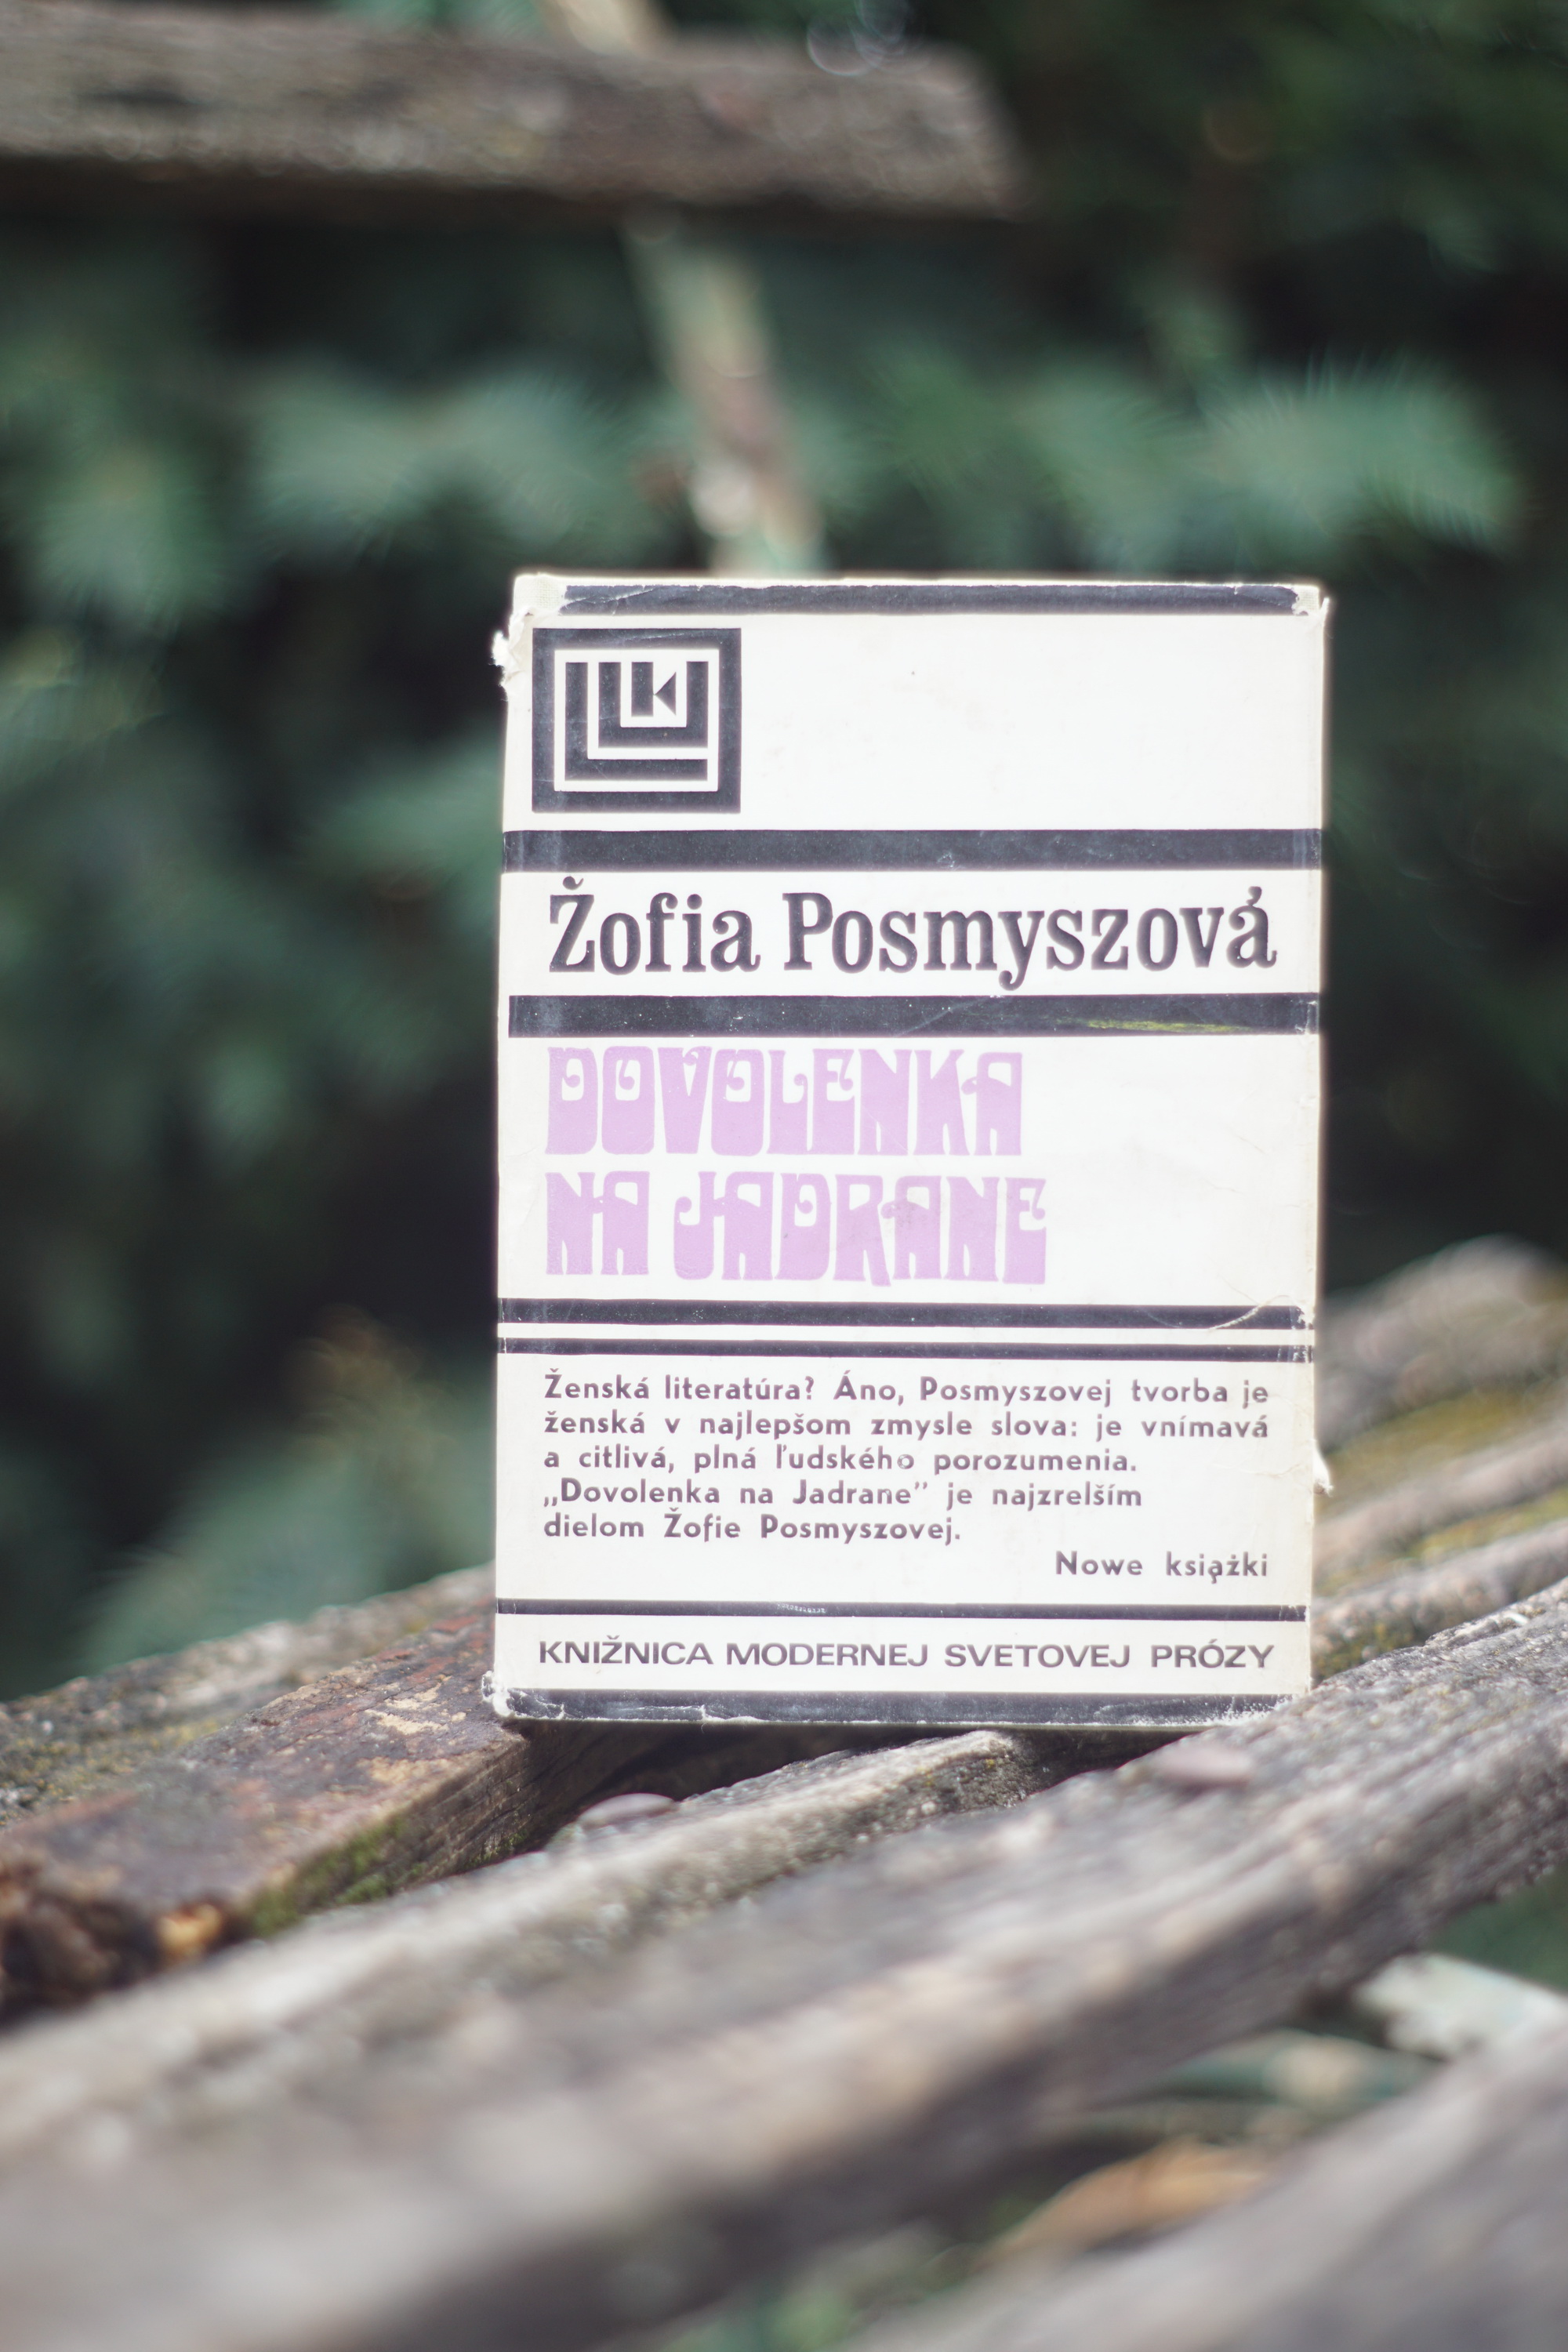 Žofia Posmyszová
DOVOLENKA
NA JADRANE
Ženská literatúra? Áno, Posmyszovej tvorba je
ženská v najlepšom zmysle slova: je vnímavá
a citlivá, plná ľudského porozumenia.
„Dovolenka na Jadrane” je najzrelším
dielom Žofie Posmyszovej.
Nowe książki
KNIŽNICA MODERNEJ SVETOVEJ PRÓZY